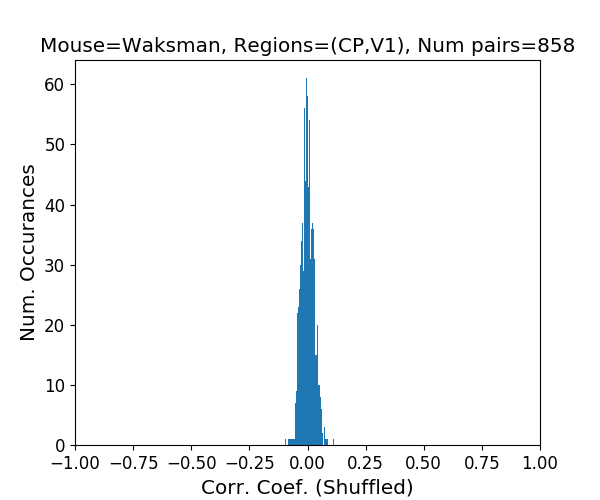 Mouse=Waksman, Regions=(CP,V1), Num pairs=858
Num. Occurances
60
50
40
30
20
10
0
−1.00 −0.75 −0.50 −0.25 0.00 0.25 0.50 0.75 1.00
Corr. Coef. (Shuffled)